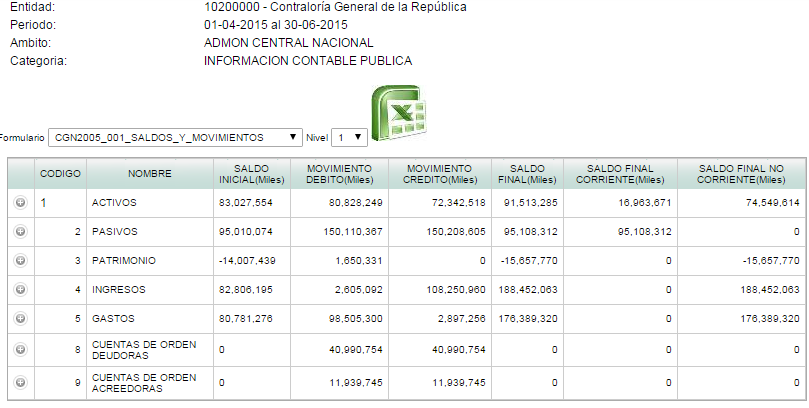 Entidad: 10200000 - Contraloría General de la República
Periodo: 01-04-2015 al 30-06-2015
Ambito: ADMON CENTRAL NACIONAL
Categoria: INFORMACION CONTABLE PUBLICA
Formulario CGN2005_001_SALDOS_Y_MOVIMIENTOS Nivel 1
CODIGO NOMBRE SALDO INICIAL(Miles) MOVIMIENTO DEBITO(Miles) MOVIMIENTO CREDITO(Miles) SALDO FINAL(Miles) SALDO FINAL CORRIENTE(Miles) SALDO FINAL NO CORRIENTE(Miles)
1 ACTIVOS 83,027,554 80,828,249 72,342,518 91,513,285 16,963,671 74,549,614
2 PASIVOS 95,010,074 150,110,367 150,208,605 95,108,312 95,108,312 0
3 PATRIMONIO -14,007,439 1,650,331 0 -15,657,770 0 -15,657,770
4 INGRESOS 82,806,195 2,605,092 108,250,960 188,452,063 0 188,452,063
5 GASTOS 80,781,276 98,505,300 2,897,256 176,389,320 0 176,389,320
8 CUENTAS DE ORDEN DEUDORAS 0 40,990,754 40,990,754 0 0 0
9 CUENTAS DE ORDEN ACREEDORAS 0 11,939,745 11,939,745 0 0 0